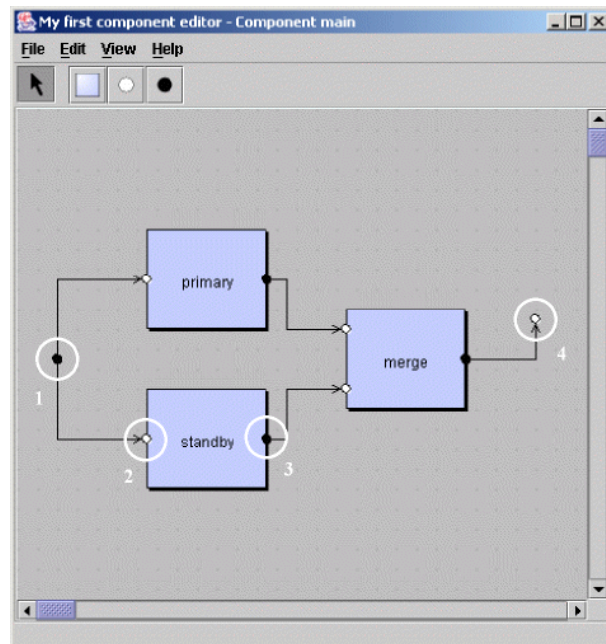 My first component editor - Component main
File Edit View Help
primary
merge
4
1
standby
2
3